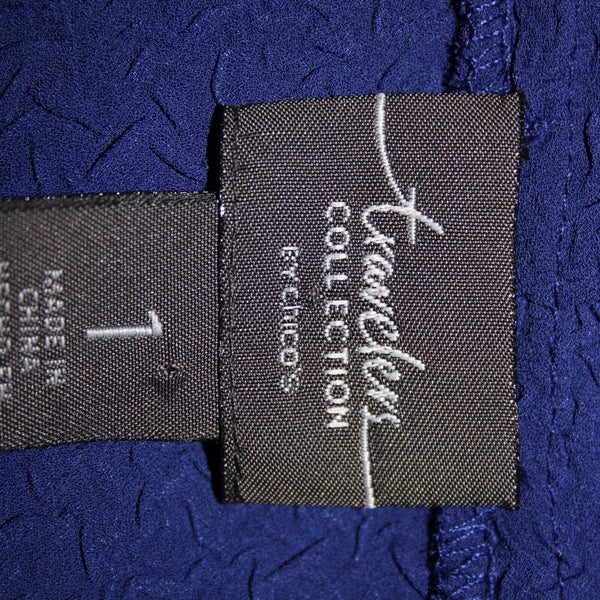 travelers
COLLECTION
BY CHICO'S
1
MADE IN
CHINA